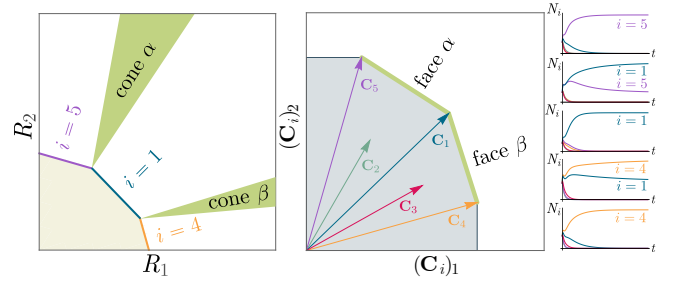 R₂
i = 5
cone α
i = 1
cone β
i = 4
R₁
(Cᵢ)₂
face α
C₅
C₁
C₂
face β
C₃
C₄
(Cᵢ)₁
Nᵢ
i = 5
t
Nᵢ
i = 1
i = 5
t
Nᵢ
i = 1
t
Nᵢ
i = 4
i = 1
t
Nᵢ
i = 4
t